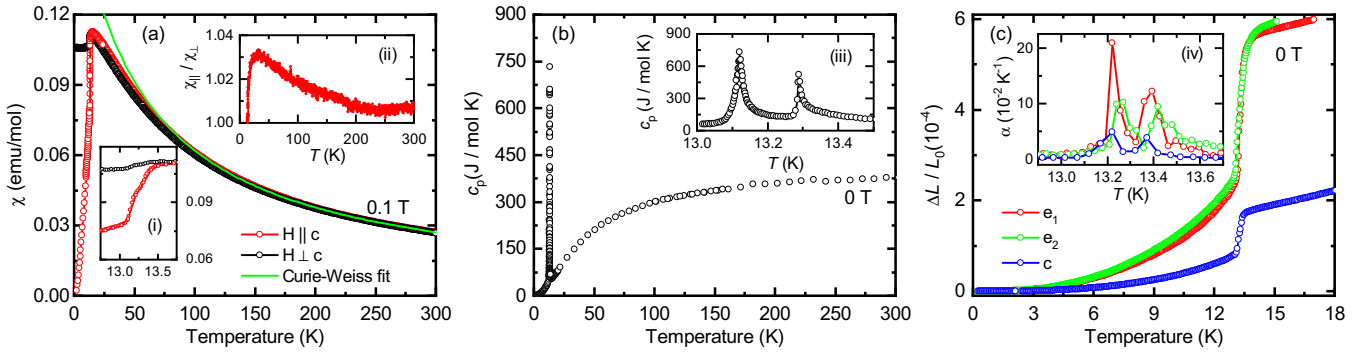 (a)
(ii)
χ∥ / χ⊥
1.04
1.02
1.00
0 100 200 300
T (K)
χ (emu/mol)
0.12
0.09
0.06
0.03
0.00
(i)
0.09
0.06
13.0 13.5
0.1 T
H ∥ c
H ⊥ c
Curie-Weiss fit
0 50 100 150 200 250 300
Temperature (K)
(b)
(iii)
cp (J / mol K)
900
600
300
0
13.0 13.2 13.4
T (K)
cp(J / mol K)
900
750
600
450
300
150
0
0 T
0 50 100 150 200 250 300
Temperature (K)
(c)
0 T
(iv)
α (10-2 K-1)
20
10
0
13.0 13.2 13.4 13.6
T (K)
ΔL / L0(10-4)
6
4
2
0
e1
e2
c
0 3 6 9 12 15 18
Temperature (K)